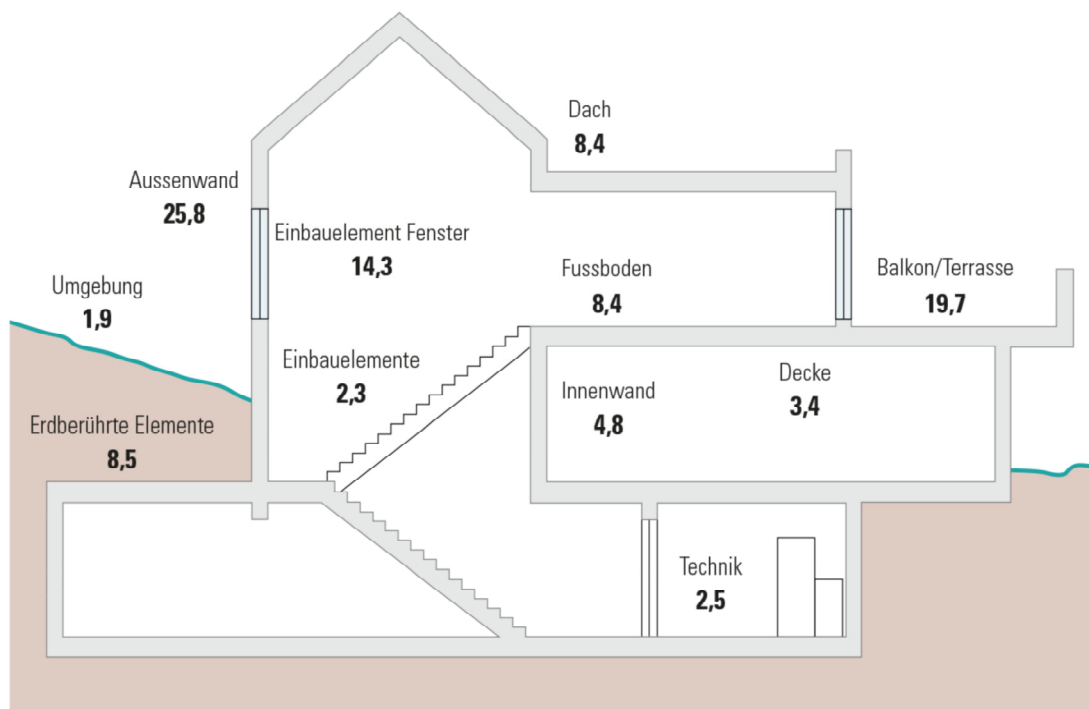 Dach
8,4
Aussenwand
25,8
Einbauelement Fenster
14,3
Fussboden
8,4
Balkon/Terrasse
19,7
Umgebung
1,9
Einbauelemente
2,3
Innenwand
4,8
Decke
3,4
Erdberührte Elemente
8,5
Technik
2,5